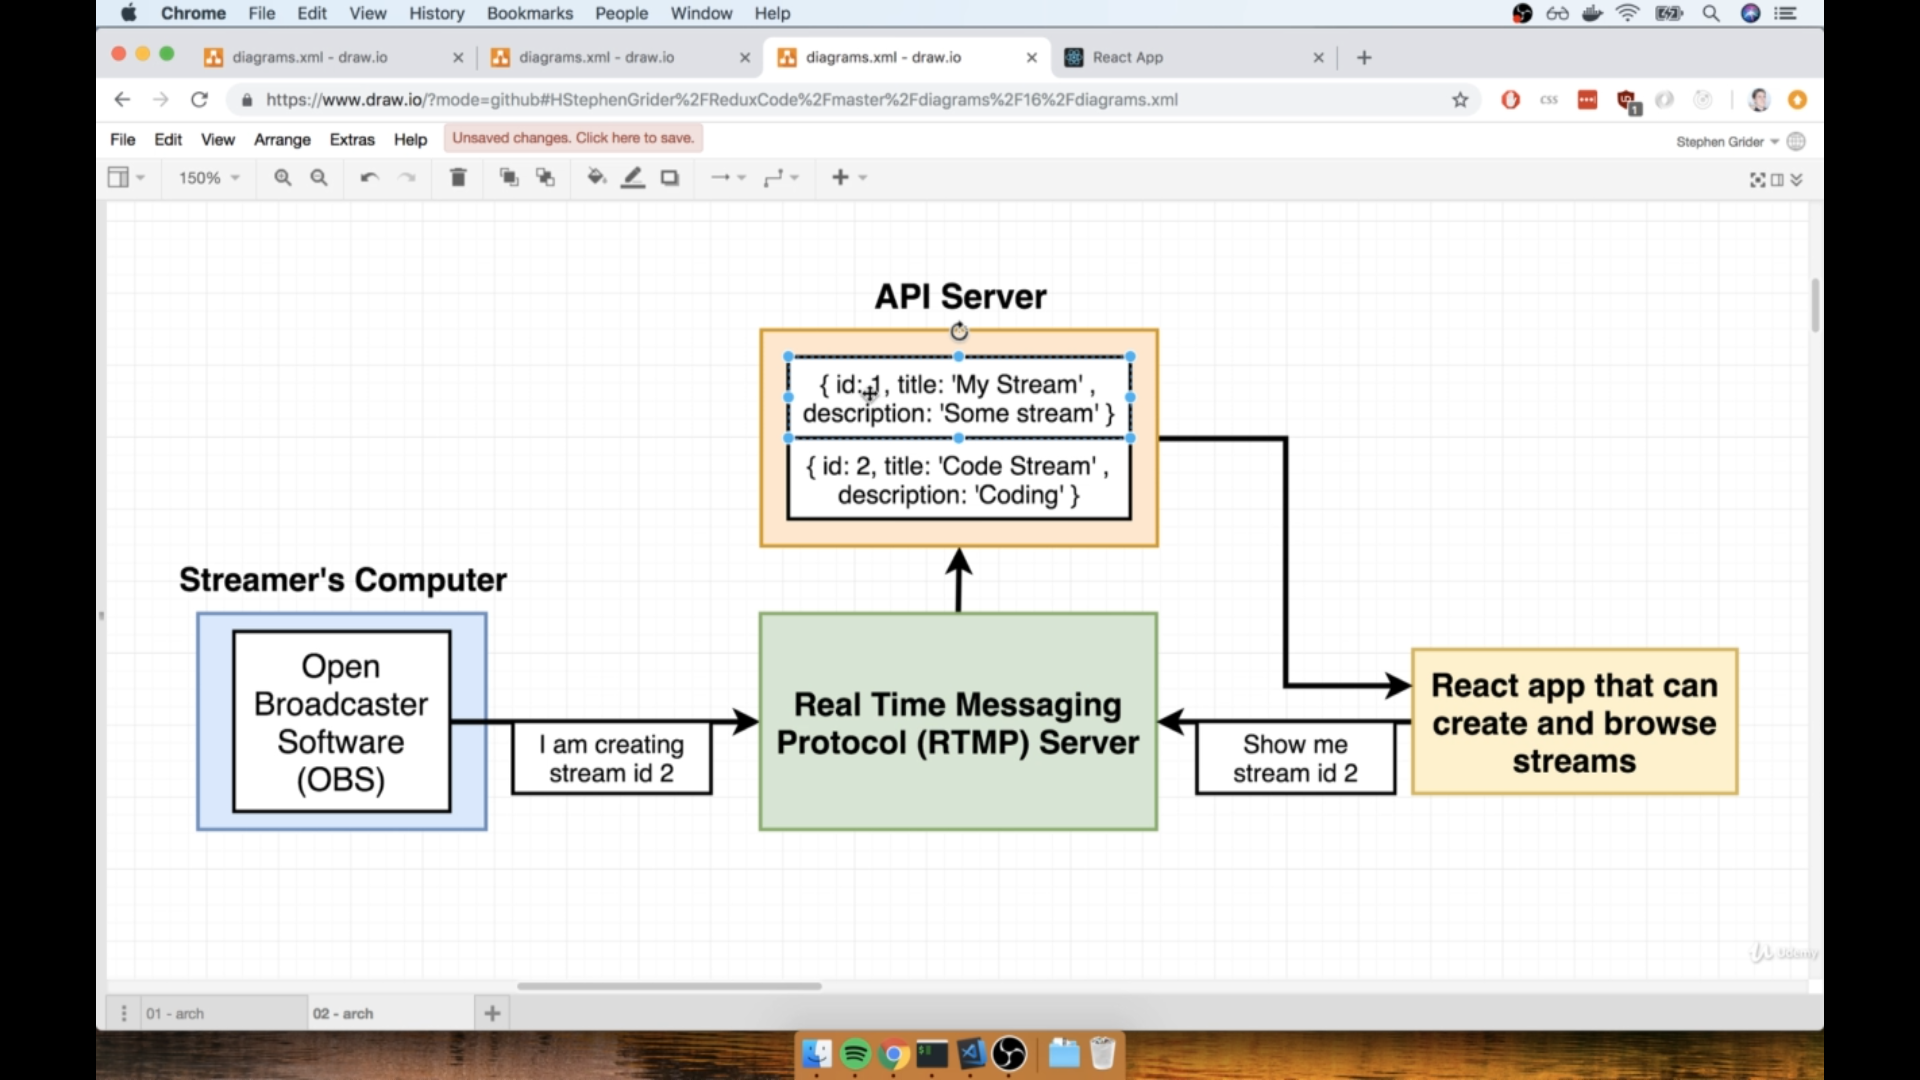 Chrome File Edit View History Bookmarks People Window Help
diagrams.xml - draw.io
diagrams.xml - draw.io
diagrams.xml - draw.io
React App
https://www.draw.io/?mode=github#HStephenGrider%2FReduxCode%2Fmaster%2Fdiagrams%2F16%2Fdiagrams.xml
CSS
1
File Edit View Arrange Extras Help
Unsaved changes. Click here to save.
Stephen Grider
150%
API Server
{ id: 1, title: 'My Stream' ,
description: 'Some stream' }
{ id: 2, title: 'Code Stream' ,
description: 'Coding' }
Streamer's Computer
Open
Broadcaster
Software
(OBS)
I am creating
stream id 2
Real Time Messaging
Protocol (RTMP) Server
Show me
stream id 2
React app that can
create and browse
streams
Udemy
01 - arch
02 - arch